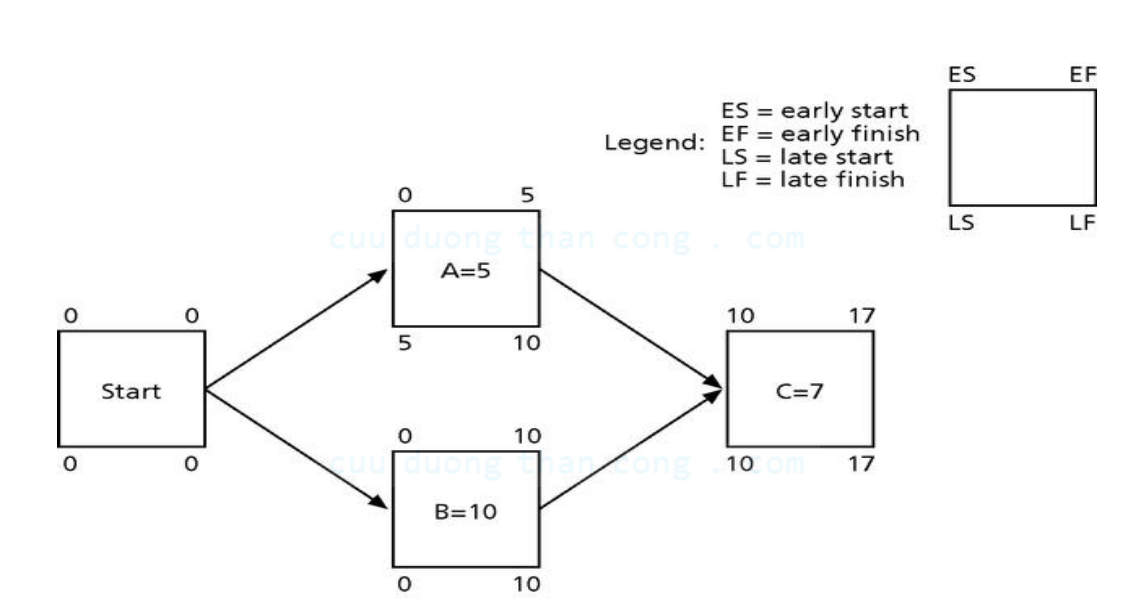 ES EF
Legend:
ES = early start
EF = early finish
LS = late start
LF = late finish
LS LF
0 5
cuu duong than cong . com
A=5
5 10
0 0
Start
0 0
10 17
C=7
10 17
0 10
cuu duong than cong . com
B=10
0 10